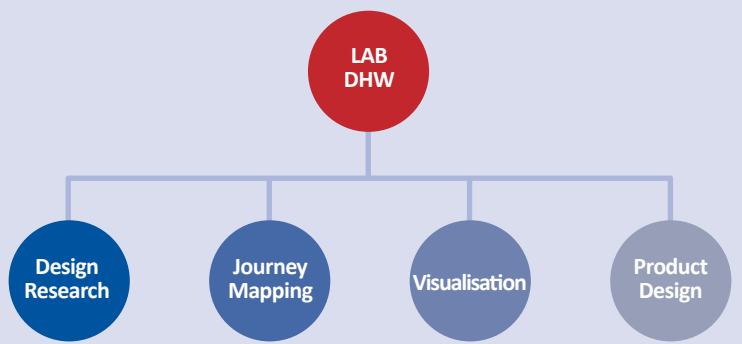 LAB
DHW
Design
Research
Journey
Mapping
Visualisation
Product
Design